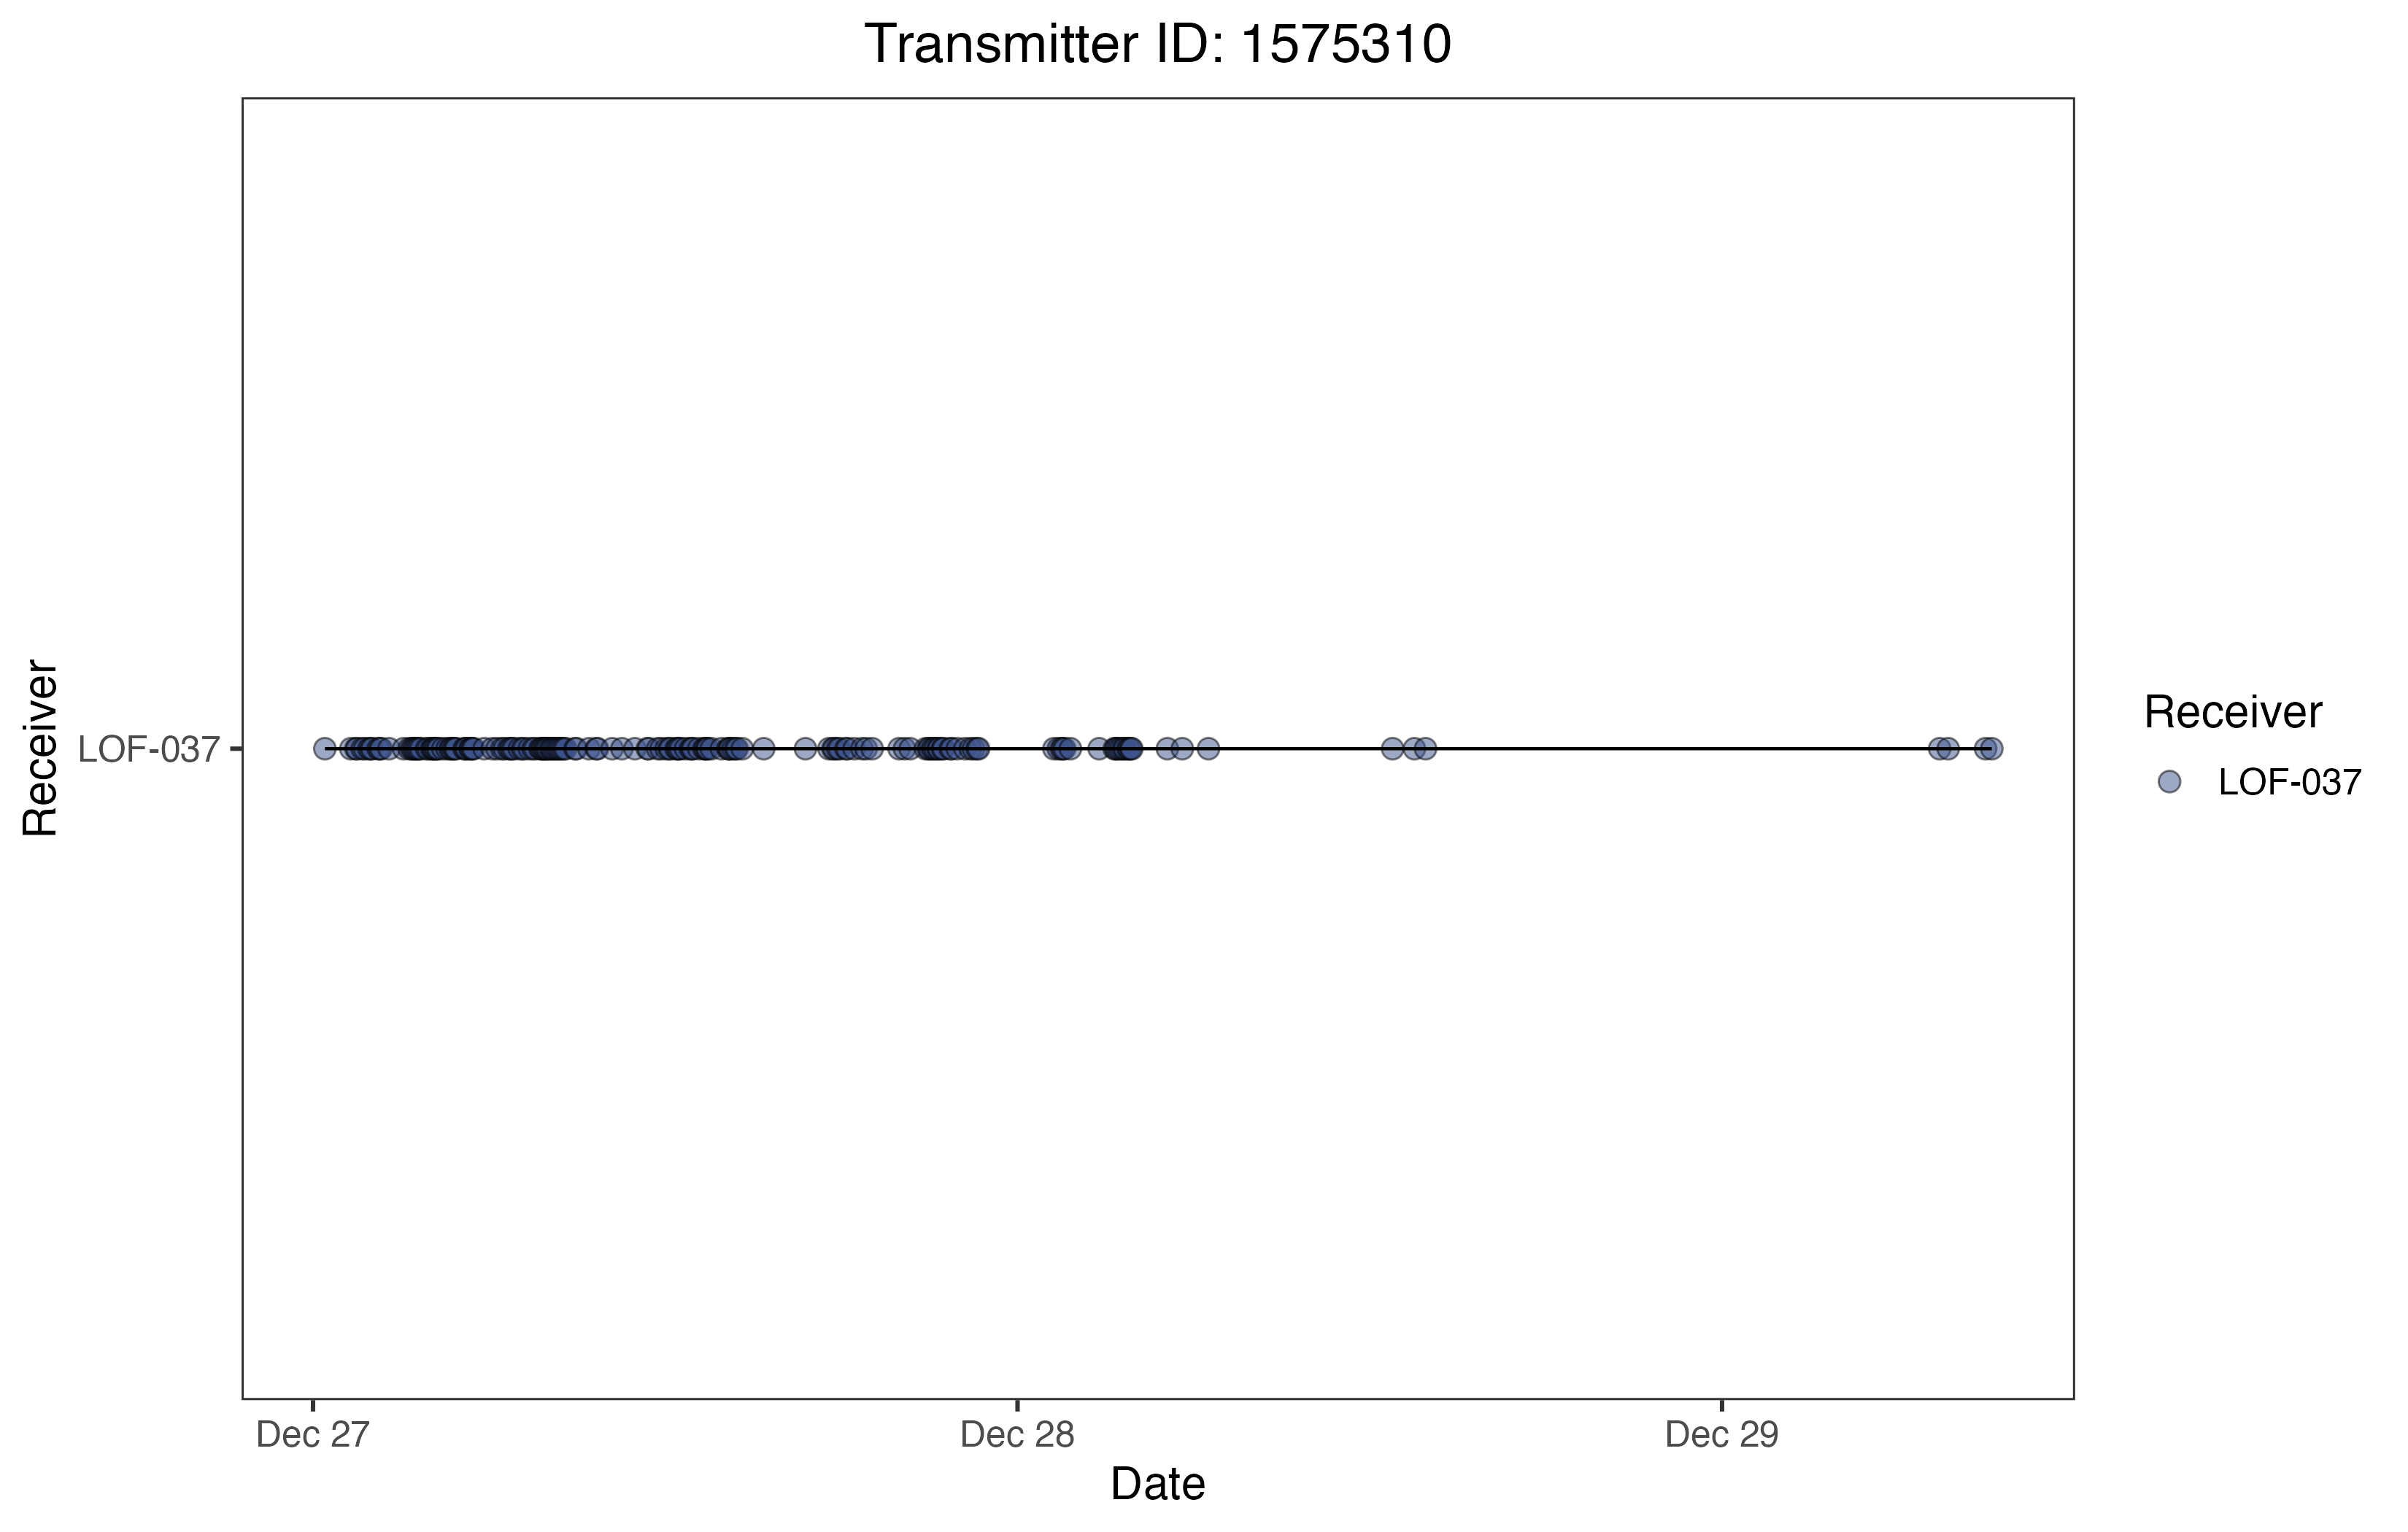 Transmitter ID: 1575310
Receiver
LOF-037
Receiver
LOF-037
Dec 27
Dec 28
Dec 29
Date